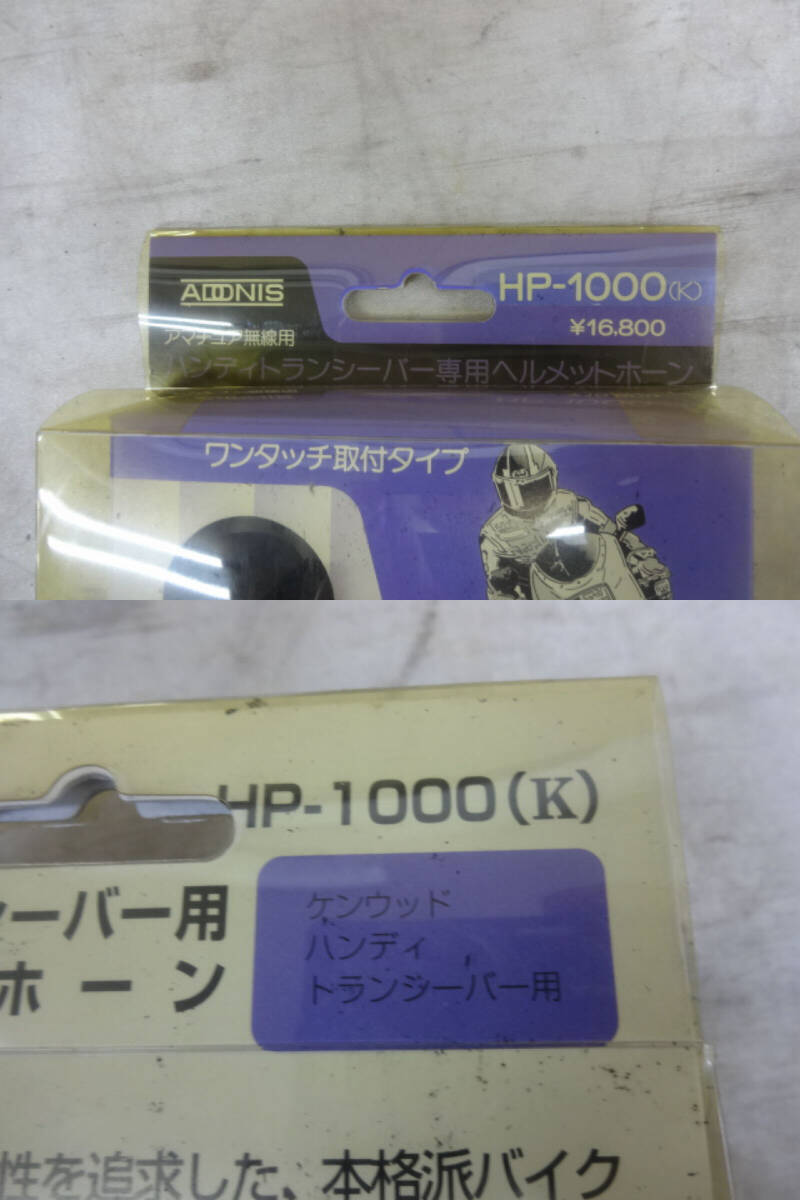 ADONIS
HP-1000(K)
アマチュア無線用
¥16,800
ハンディトランシーバー専用ヘルメットホーン
ワンタッチ取付タイプ
HP-1000(K)
シーバー用
ホーン
ケンウッド
ハンディ
トランシーバー用
性を追求した、本格派バイク